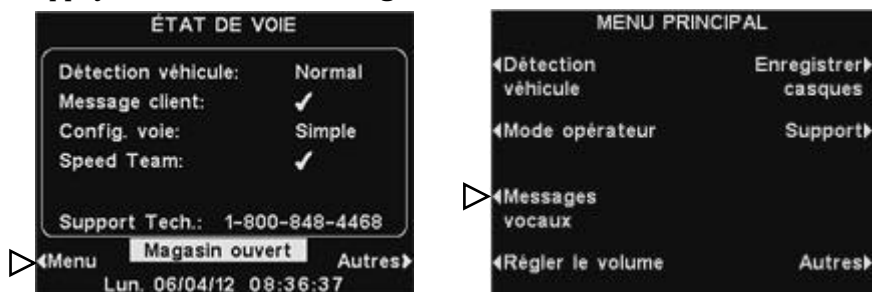 ÉTAT DE VOIE
Détection véhicule: Normal
Message client: ✓
Config. voie: Simple
Speed Team: ✓
Support Tech.: 1-800-848-4468
Magasin ouvert
Menu Autres
Lun. 06/04/12 08:36:37
MENU PRINCIPAL
Détection Enregistrer
véhicule casques
Mode opérateur Support
Messages
vocaux
Régler le volume Autres